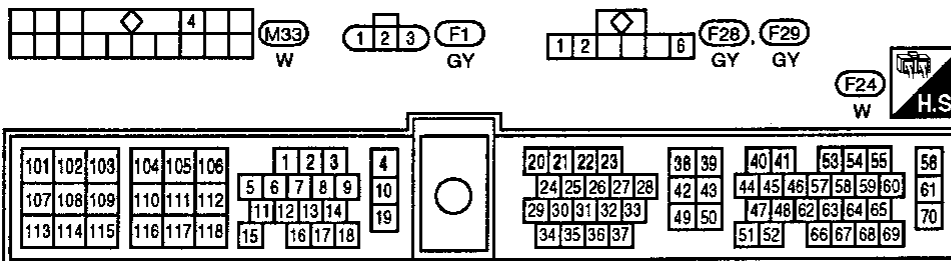 4 M33 1 2 3 F1 1 2 6 F28 , F29
W GY GY GY
F24
W H.S
101 102 103 104 105 106 1 2 3 4 20 21 22 23 38 39 40 41 53 54 55 56
107 108 109 110 111 112 5 6 7 8 9 10 24 25 26 27 28 42 43 44 45 46 57 58 59 60 61
11 12 13 14 19 29 30 31 32 33 49 50 47 48 62 63 64 65 70
113 114 115 116 117 118 15 16 17 18 34 35 36 37 51 52 66 67 68 69